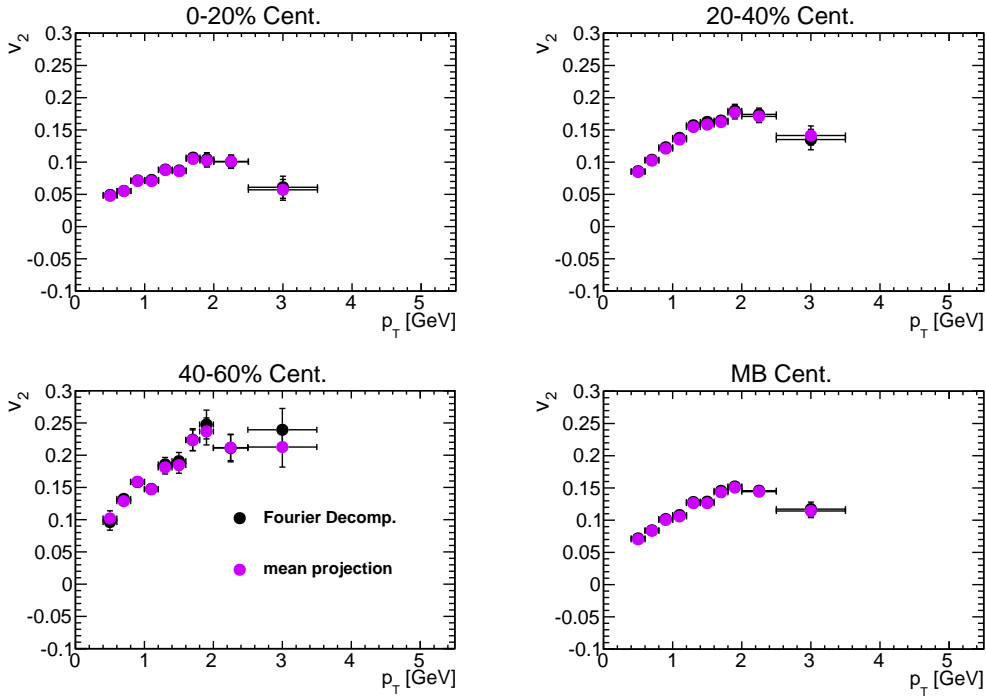 0-20% Cent.
v2
0.3
0.25
0.2
0.15
0.1
0.05
0
-0.05
-0.1
0 1 2 3 4 5
pT [GeV]
20-40% Cent.
v2
0.3
0.25
0.2
0.15
0.1
0.05
0
-0.05
-0.1
0 1 2 3 4 5
pT [GeV]
40-60% Cent.
v2
0.3
0.25
0.2
0.15
0.1
0.05
0
-0.05
-0.1
0 1 2 3 4 5
pT [GeV]
Fourier Decomp.
mean projection
MB Cent.
v2
0.3
0.25
0.2
0.15
0.1
0.05
0
-0.05
-0.1
0 1 2 3 4 5
pT [GeV]